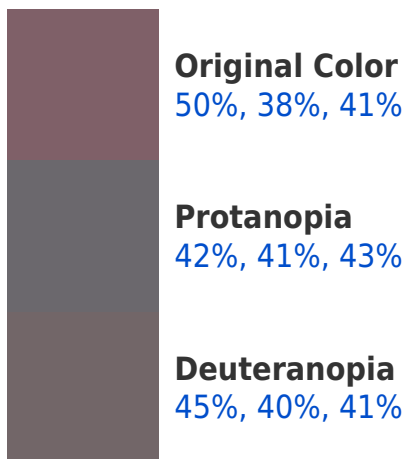 Original Color
50%, 38%, 41%
Protanopia
42%, 41%, 43%
Deuteranopia
45%, 40%, 41%